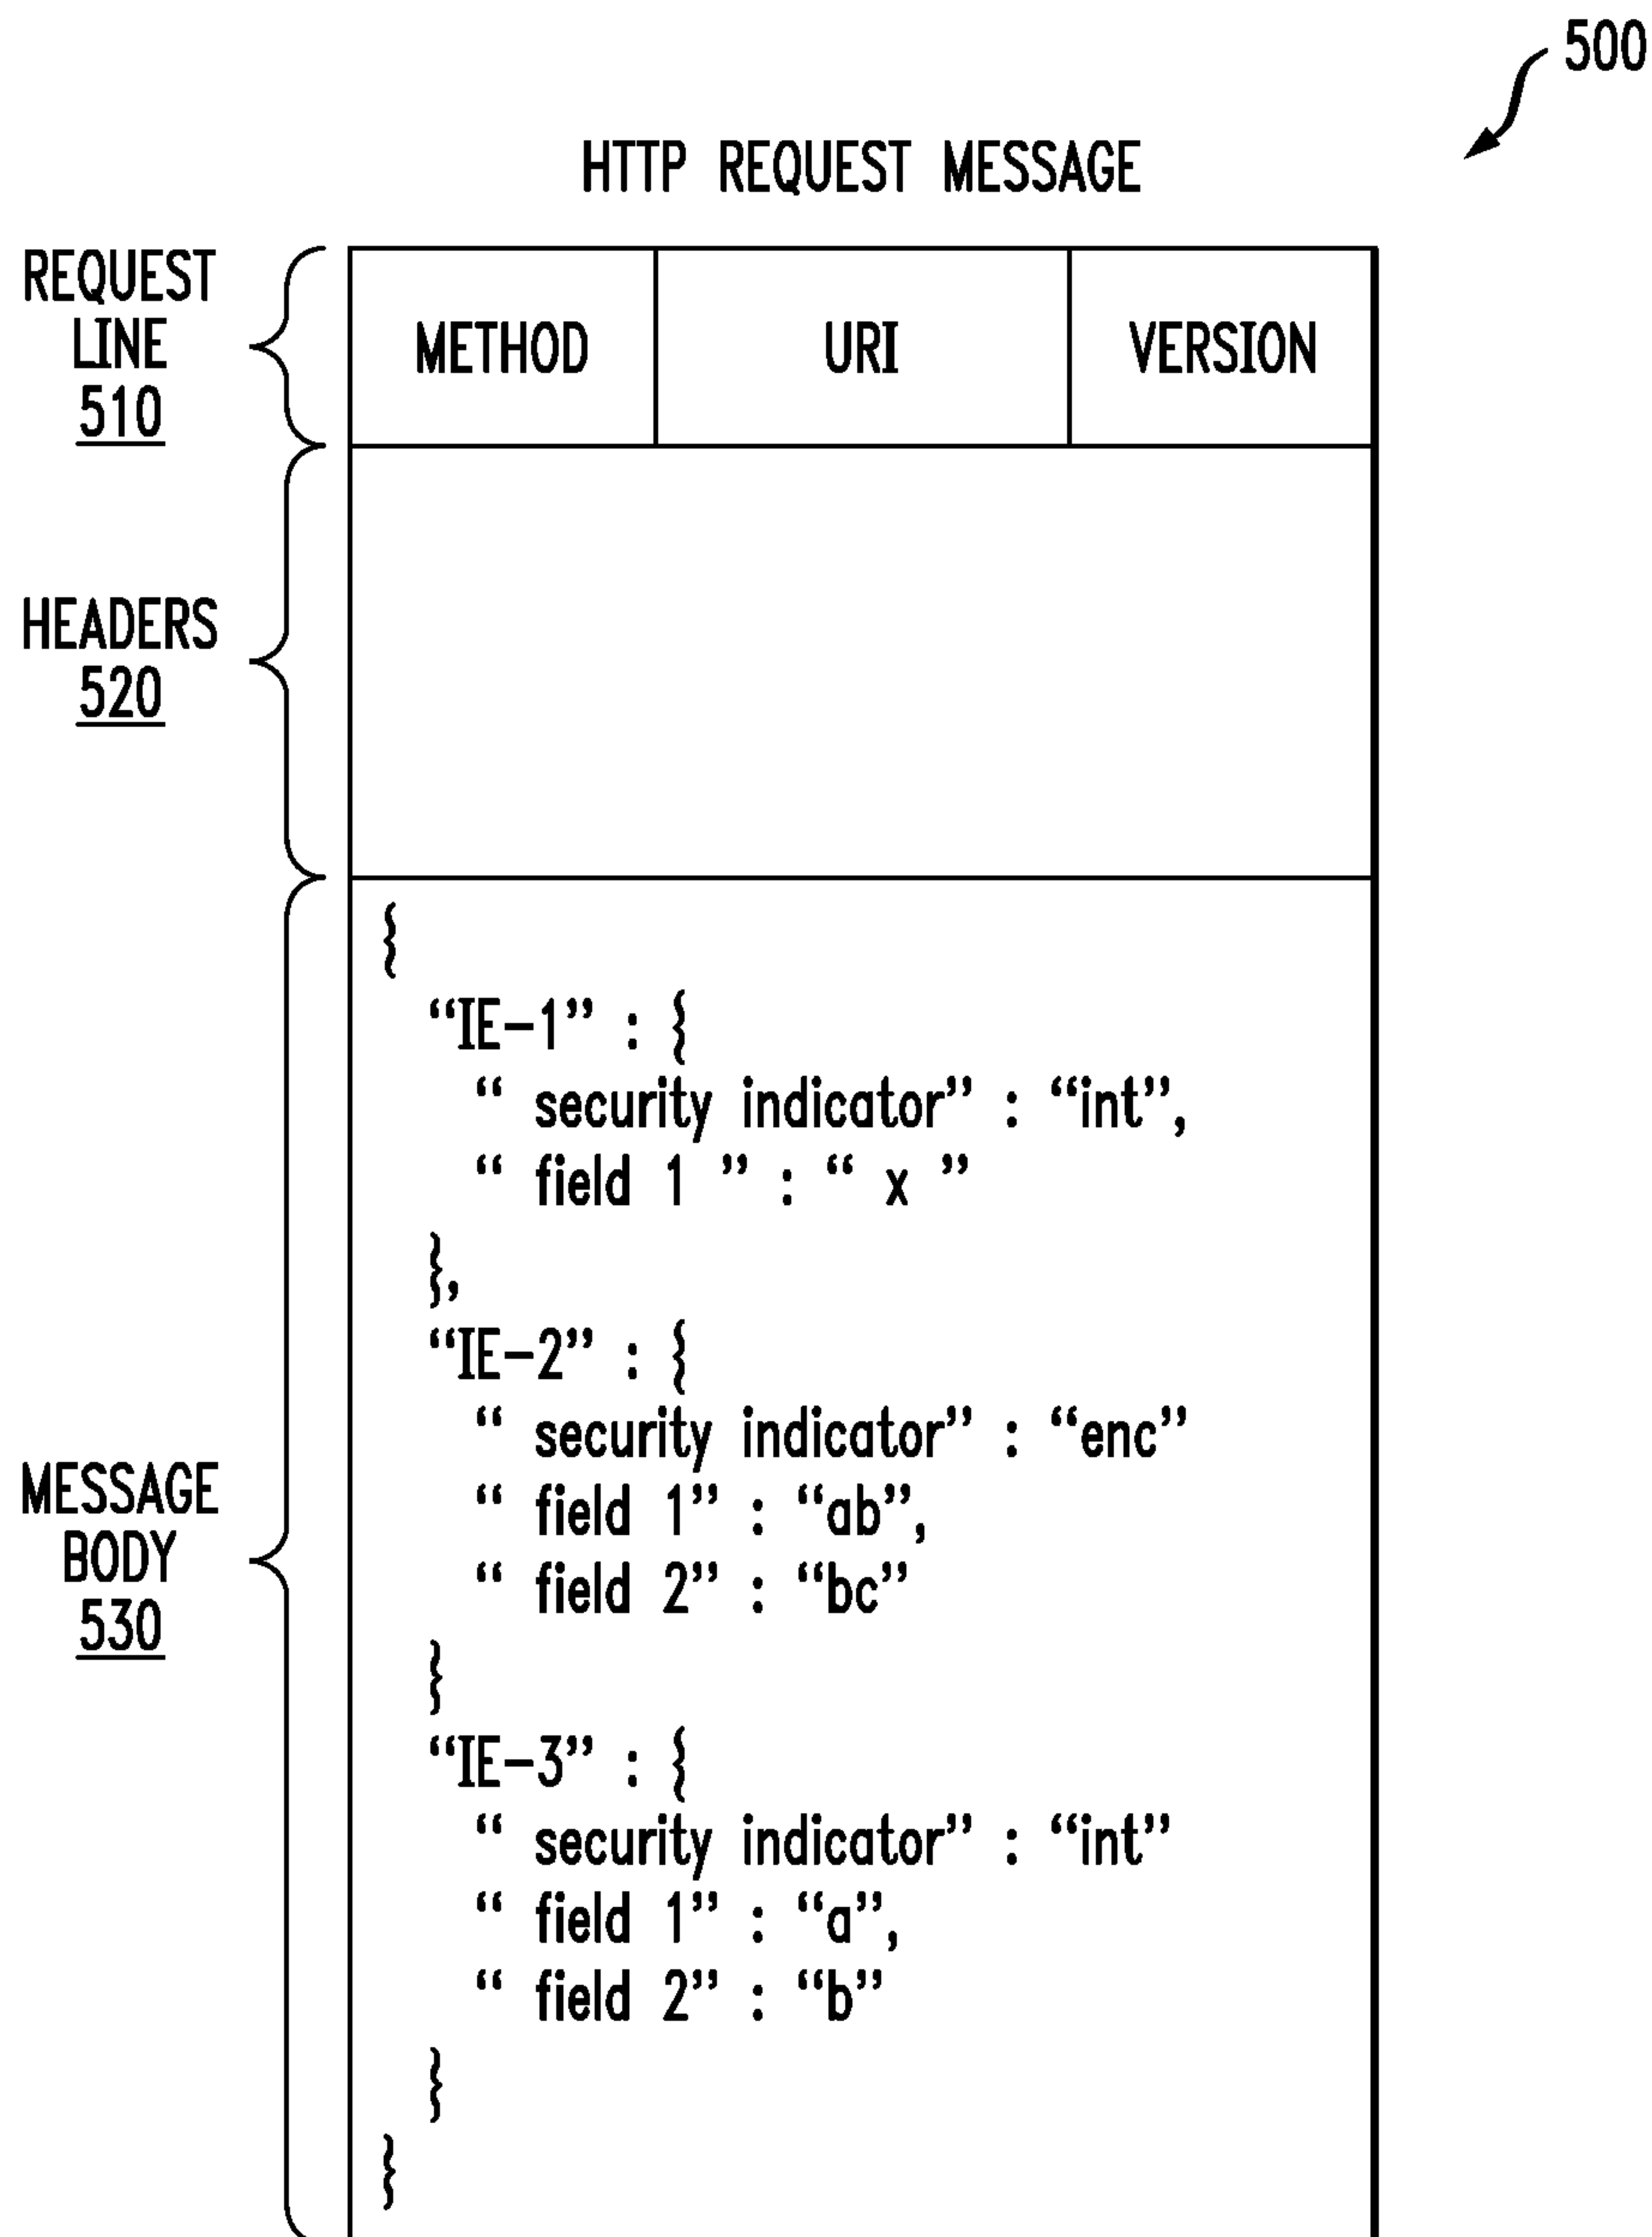 500
HTTP REQUEST MESSAGE
REQUEST
LINE
510
METHOD URI VERSION
HEADERS
520
MESSAGE
BODY
530
{
“IE-1” : {
“ security indicator” : “int”,
“ field 1 ” : “ x ”
},
“IE-2” : {
“ security indicator” : “enc”
“ field 1” : “ab”,
“ field 2” : “bc”
}
“IE-3” : {
“ security indicator” : “int”
“ field 1” : “a”,
“ field 2” : “b”
}
}